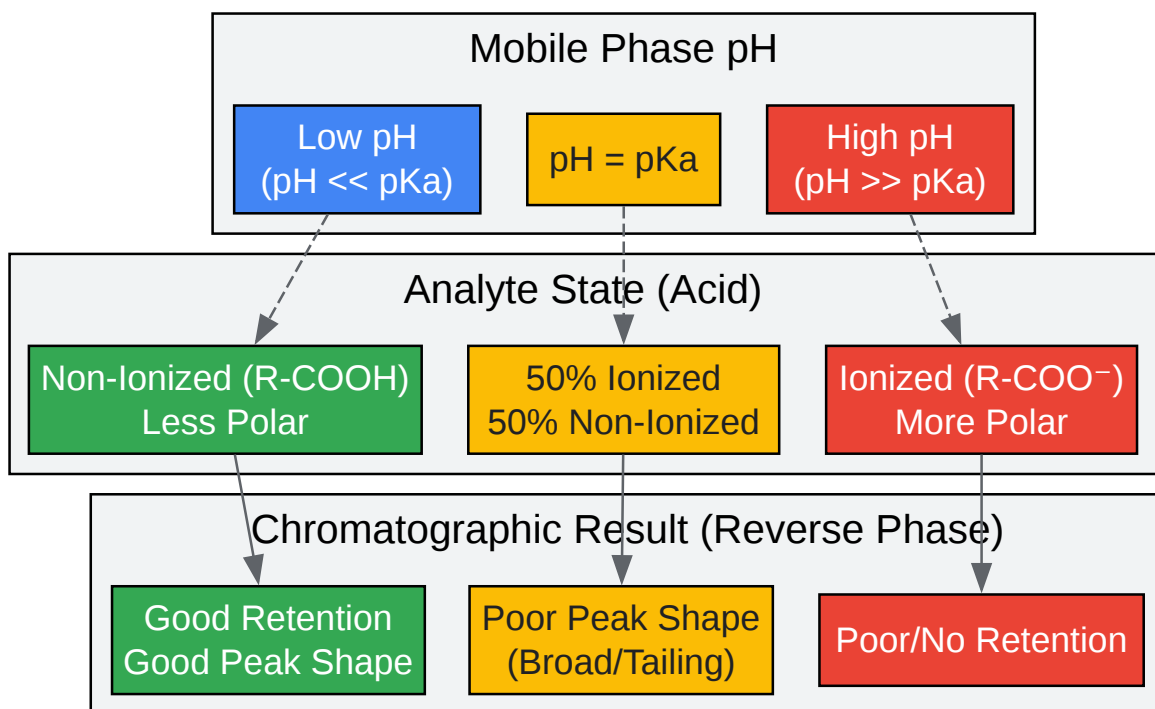 Mobile Phase pH
Low pH
(pH << pKa)
pH = pKa
High pH
(pH >> pKa)
Analyte State (Acid)
Non-Ionized (R-COOH)
Less Polar
50% Ionized
50% Non-Ionized
Ionized (R-COO⁻)
More Polar
Chromatographic Result (Reverse Phase)
Good Retention
Good Peak Shape
Poor Peak Shape
(Broad/Tailing)
Poor/No Retention